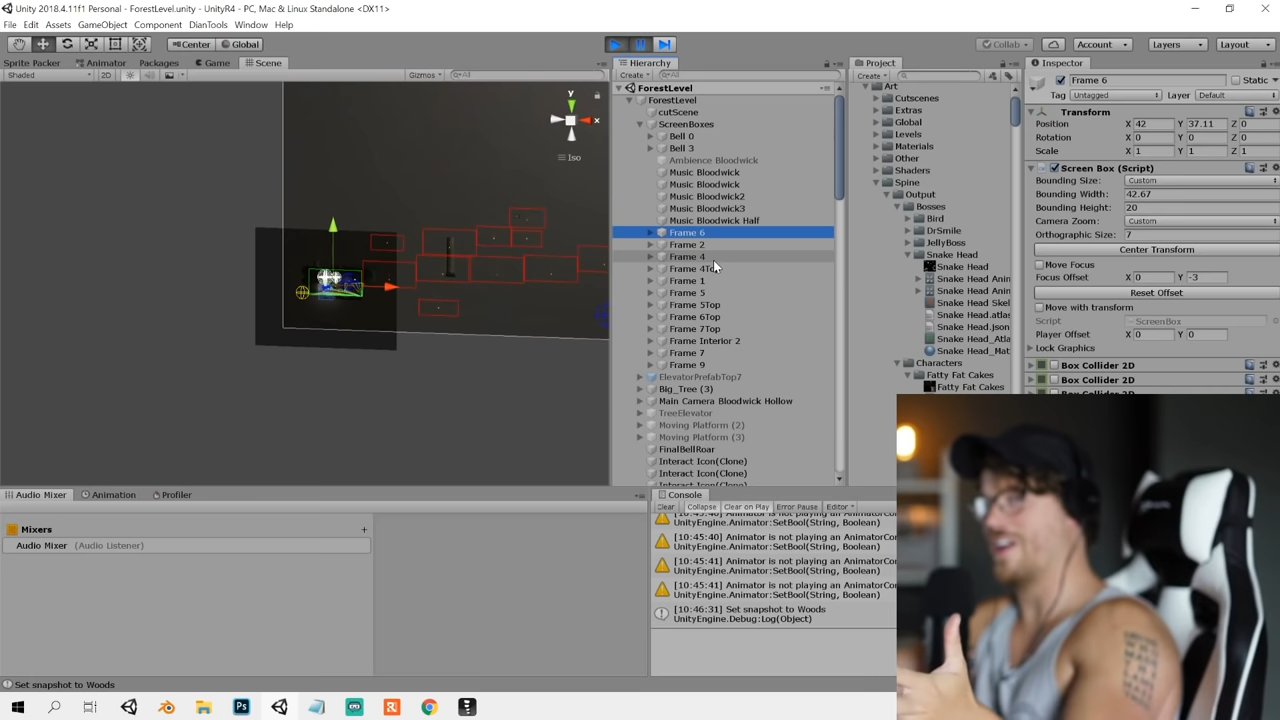 Unity 2018.4.11f1 Personal - ForestLevel.unity - UnityR4 - PC, Mac & Linux Standalone <DX11>
File Edit Assets GameObject Component DianTools Window Help
Center Global Collab Account Layers Layout
Sprite Packer Animator Packages Game Scene
Shaded Gizmos All
y
x
Iso
Hierarchy
Create All
ForestLevel
ForestLevel
cutScene
ScreenBoxes
Bell 0
Bell 3
Ambience Bloodwick
Music Bloodwick
Music Bloodwick
Music Bloodwick2
Music Bloodwick3
Music Bloodwick Half
Frame 6
Frame 2
Frame 4
Frame 4To
Frame 1
Frame 5
Frame 5Top
Frame 6Top
Frame 7Top
Frame Interior 2
Frame 7
Frame 9
ElevatorPrefabTop7
Big_Tree (3)
Main Camera Bloodwick Hollow
TreeElevator
Moving Platform (2)
Moving Platform (3)
FinalBellRoar
Interact Icon(Clone)
Interact Icon(Clone)
Interact Icon(Clone)
Project
Create
Art
Cutscenes
Extras
Global
Levels
Materials
Other
Shaders
Spine
Output
Bosses
Bird
DrSmile
JellyBoss
Snake Head
Snake Head
Snake Head Ani
Snake Head Ani
Snake Head Ske
Snake Head.atla
Snake Head.json
Snake Head_Atla
Snake Head_Mat
Characters
Fatty Fat Cakes
Fatty Fat Cakes
Inspector
Frame 6 Static
Tag Untagged Layer Default
Transform
Position X 42 Y 37.11 Z 0
Rotation X 0 Y 0 Z 0
Scale X 1 Y 1 Z 1
Screen Box (Script)
Bounding Size: Custom
Bounding Width: 42.67
Bounding Height: 20
Camera Zoom: Custom
Orthographic Size: 7
Center Transform
Move Focus
Focus Offset X 0 Y -3
Reset Offset
Move with transform
Script ScreenBox
Player Offset X 0 Y 0
Lock Graphics
Box Collider 2D
Box Collider 2D
Audio Mixer Animation Profiler
Mixers +
Audio Mixer (Audio Listener)
Console
Clear Collapse Clear on Play Error Pause Editor
[10:45:40] Animator is not playing an AnimatorCon
UnityEngine.Animator:SetBool(String, Boolean)
[10:45:40] Animator is not playing an AnimatorCon
UnityEngine.Animator:SetBool(String, Boolean)
[10:45:41] Animator is not playing an AnimatorCon
UnityEngine.Animator:SetBool(String, Boolean)
[10:45:41] Animator is not playing an AnimatorCon
UnityEngine.Animator:SetBool(String, Boolean)
[10:46:31] Set snapshot to Woods
UnityEngine.Debug:Log(Object)
Set snapshot to Woods
Ps